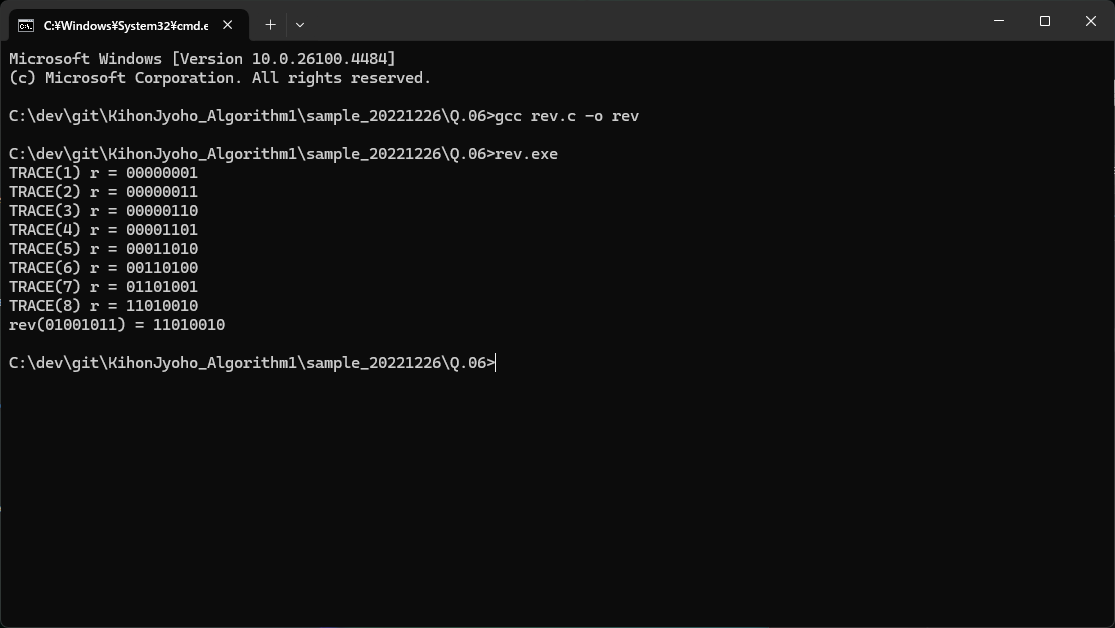 C:¥Windows¥System32¥cmd.e
Microsoft Windows [Version 10.0.26100.4484]
(c) Microsoft Corporation. All rights reserved.
C:\dev\git\KihonJyoho_Algorithm1\sample_20221226\Q.06>gcc rev.c -o rev
C:\dev\git\KihonJyoho_Algorithm1\sample_20221226\Q.06>rev.exe
TRACE(1) r = 00000001
TRACE(2) r = 00000011
TRACE(3) r = 00000110
TRACE(4) r = 00001101
TRACE(5) r = 00011010
TRACE(6) r = 00110100
TRACE(7) r = 01101001
TRACE(8) r = 11010010
rev(01001011) = 11010010
C:\dev\git\KihonJyoho_Algorithm1\sample_20221226\Q.06>